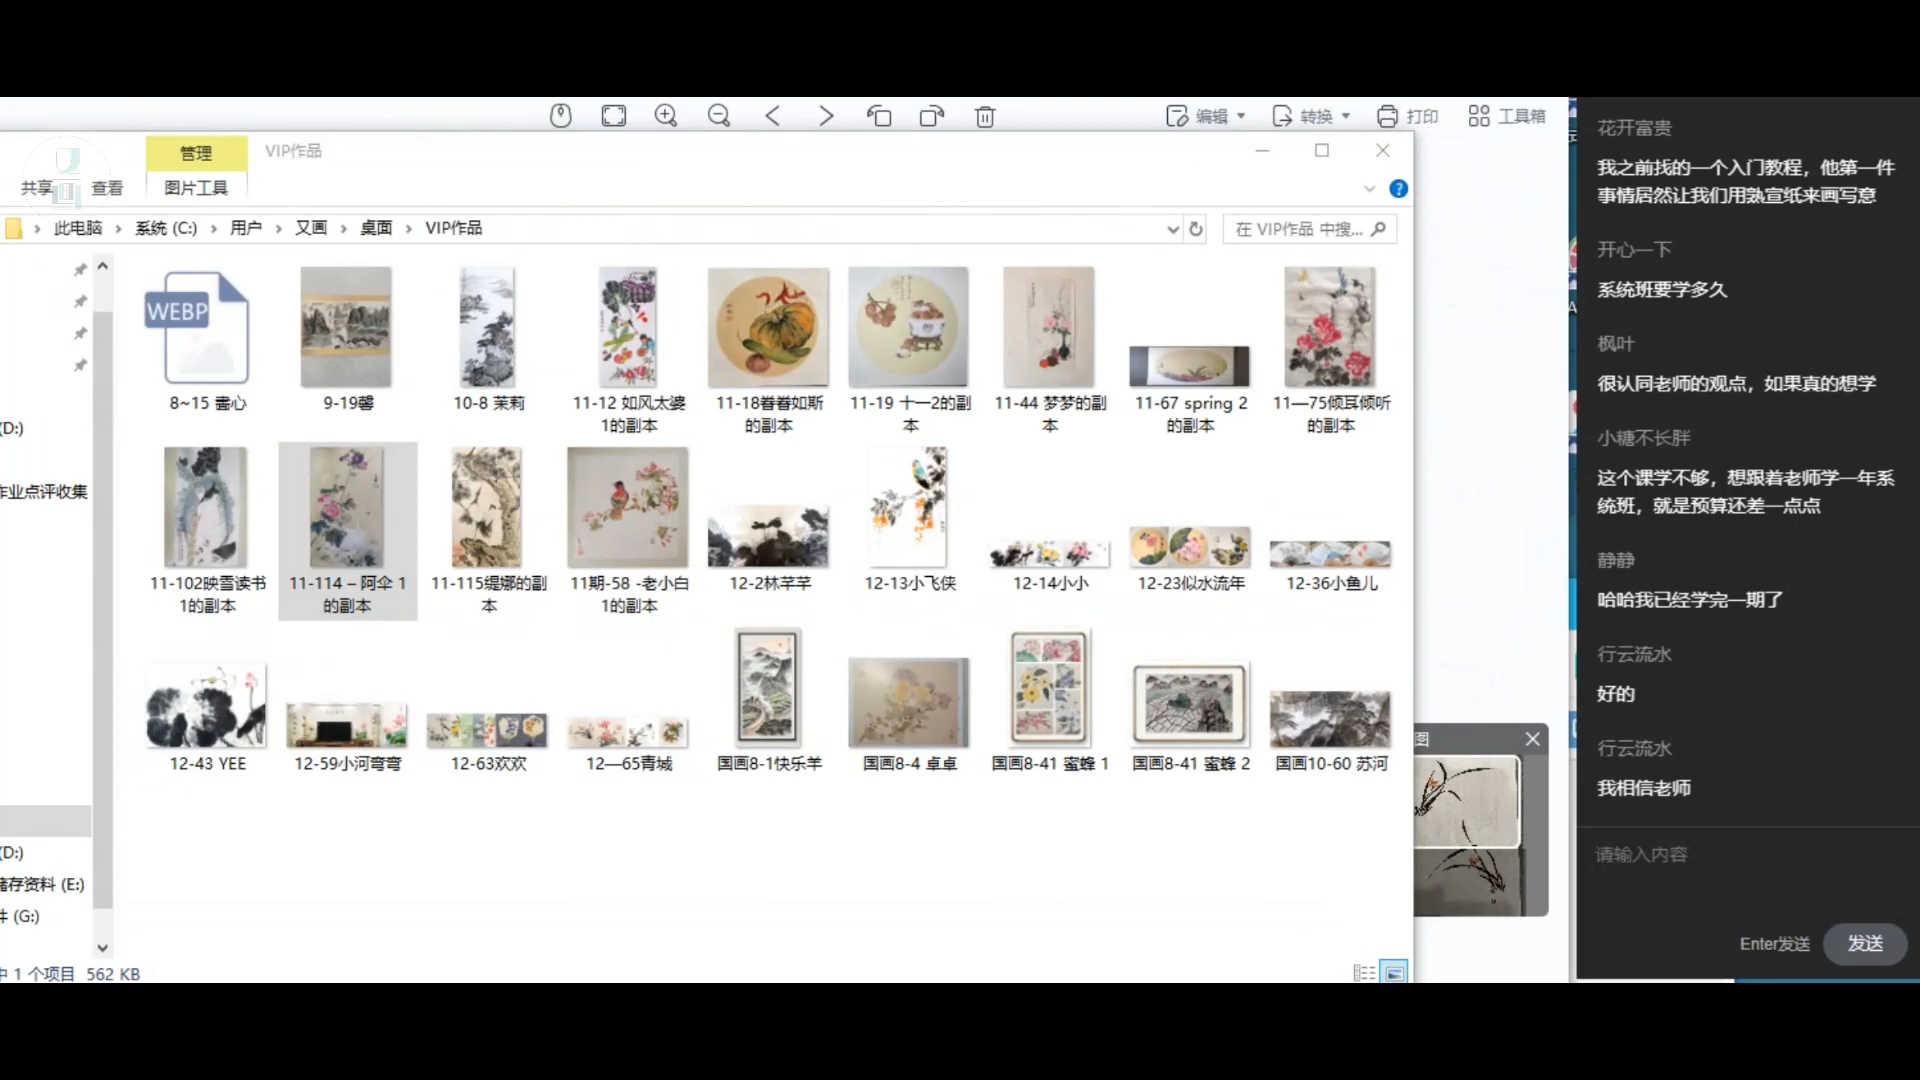 编辑 转换 打印 工具箱
管理 VIP作品
共享 查看 图片工具
此电脑 系统 (C:) 用户 又画 桌面 VIP作品
在 VIP作品 中搜...
(D:)
作业点评收集
(D:)
储存资料 (E:)
件 (G:)
WEBP
8~15 畵心
9-19馨
10-8 茉莉
11-12 如风太婆
1的副本
11-18眷眷如斯
的副本
11-19 十一2的副
本
11-44 梦梦的副
本
11-67 spring 2
的副本
11—75倾耳倾听
的副本
11-102映雪读书
1的副本
11-114 – 阿伞 1
的副本
11-115缇娜的副
本
11期-58 -老小白
1的副本
12-2林芊芊
12-13小飞侠
12-14小小
12-23似水流年
12-36小鱼儿
12-43 YEE
12-59小河弯弯
12-63欢欢
12—65青城
国画8-1快乐羊
国画8-4 卓卓
国画8-41 蜜蜂 1
国画8-41 蜜蜂 2
国画10-60 苏河
中 1 个项目 562 KB
图
花开富贵
我之前找的一个入门教程，他第一件
事情居然让我们用熟宣纸来画写意
开心一下
系统班要学多久
枫叶
很认同老师的观点，如果真的想学
小糖不长胖
这个课学不够，想跟着老师学一年系
统班，就是预算还差一点点
静静
哈哈我已经学完一期了
行云流水
好的
行云流水
我相信老师
请输入内容
Enter发送 发送